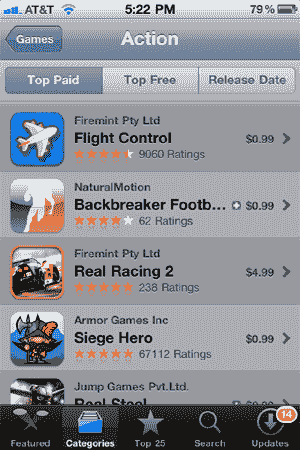 AT&T 5:22 PM 79%
Games Action
Top Paid Top Free Release Date
Firemint Pty Ltd
Flight Control $0.99
9060 Ratings
NaturalMotion
Backbreaker Footb... $0.99
62 Ratings
Firemint Pty Ltd
Real Racing 2 $4.99
238 Ratings
Armor Games Inc
Siege Hero $0.99
67112 Ratings
Jump Games Pvt.Ltd.
Real Steel
14
Featured Categories Top 25 Search Updates